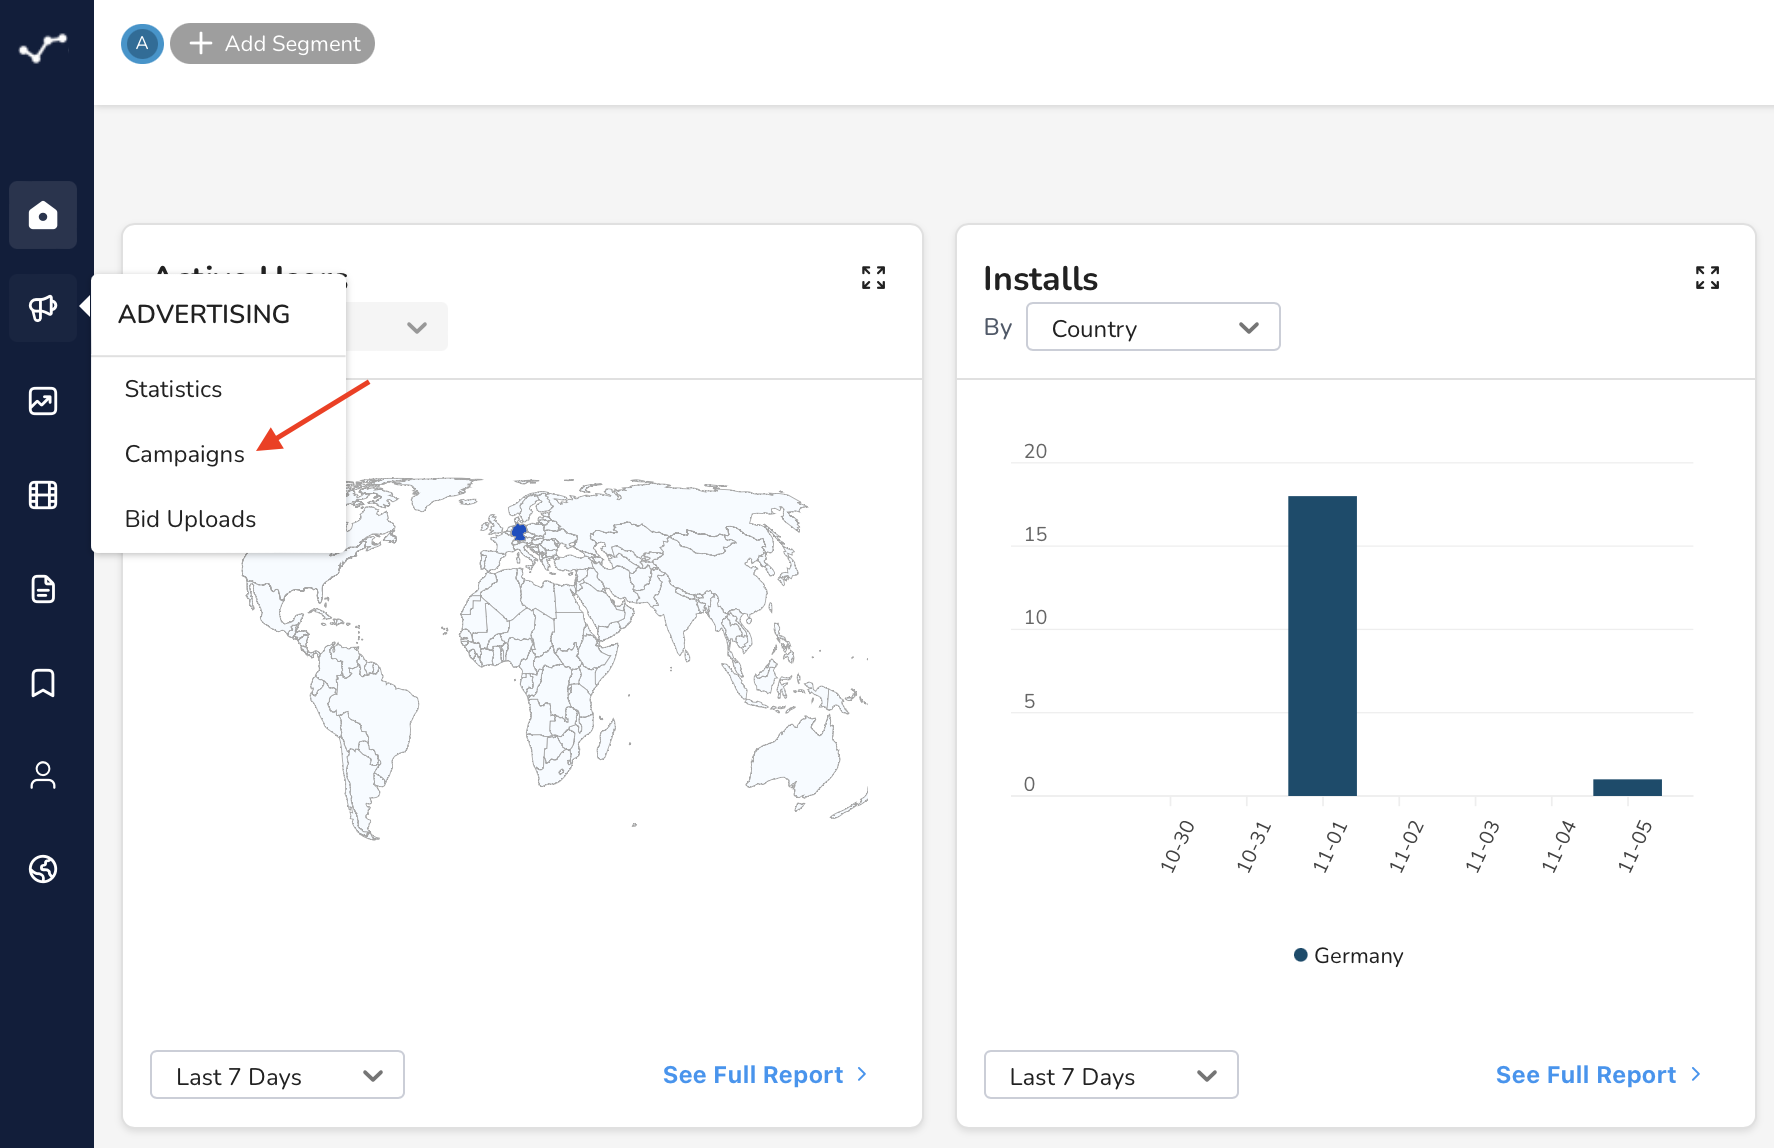 A
Add Segment
Active Users
ADVERTISING
Statistics
Campaigns
Bid Uploads
Last 7 Days
See Full Report
Installs
By
Country
20
15
10
5
0
10-30
10-31
11-01
11-02
11-03
11-04
11-05
Germany
Last 7 Days
See Full Report